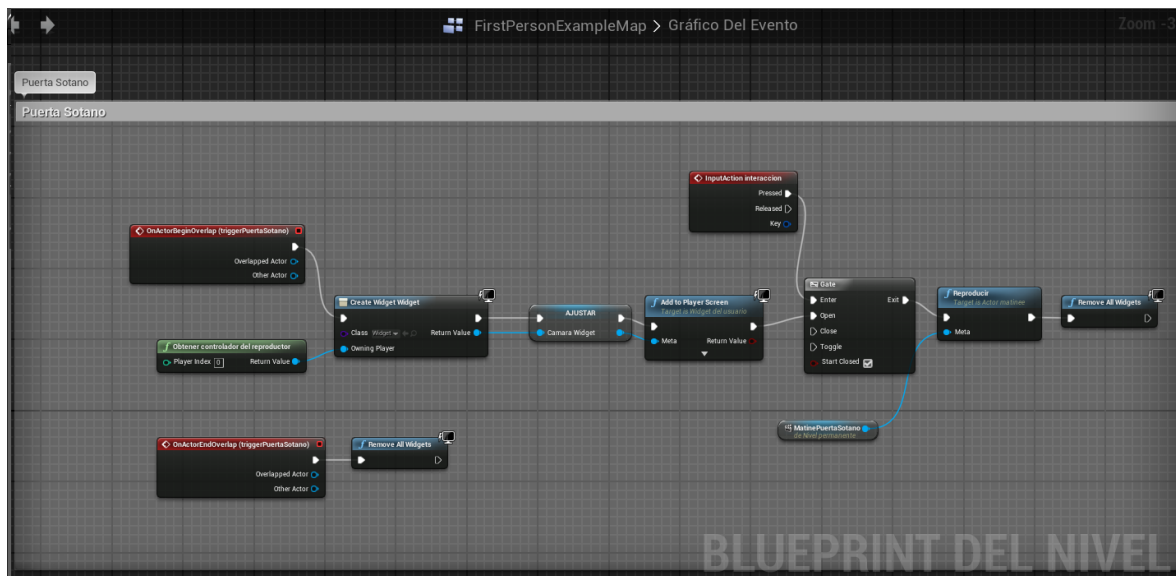 FirstPersonExampleMap > Gráfico Del Evento
Zoom -3
Puerta Sotano
Puerta Sotano
InputAction interaccion
Pressed
Released
Key
OnActorBeginOverlap (triggerPuertaSotano)
Overlapped Actor
Other Actor
Create Widget Widget
Class Widget Return Value
Owning Player
AJUSTAR
Camara Widget
Add to Player Screen
Target is Widget del usuario
Meta Return Value
Gate
Enter Exit
Open
Close
Toggle
Start Closed
Reproducir
Target is Actor matinee
Meta
Remove All Widgets
Obtener controlador del reproductor
Player Index 0 Return Value
MatinePuertaSotano
de Nivel permanente
OnActorEndOverlap (triggerPuertaSotano)
Overlapped Actor
Other Actor
Remove All Widgets
BLUEPRINT DEL NIVEL